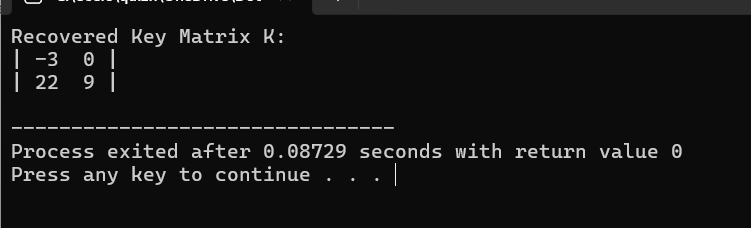 Recovered Key Matrix K:
| -3  0 |
| 22  9 |
--------------------------------
Process exited after 0.08729 seconds with return value 0
Press any key to continue . . .